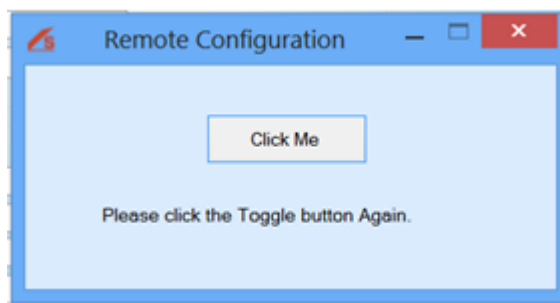 Remote Configuration
Click Me
Please click the Toggle button Again.